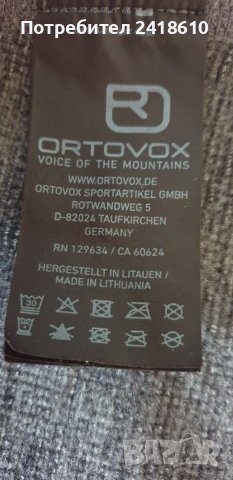 Потребител 2418610
ORTOVOX
VOICE OF THE MOUNTAINS
WWW.ORTOVOX.DE
ORTOVOX SPORTARTIKEL GMBH
ROTWANDWEG 5
D-82024 TAUFKIRCHEN
GERMANY
RN 129634 / CA 60624
HERGESTELLT IN LITAUEN /
MADE IN LITHUANIA
30
BAZAR